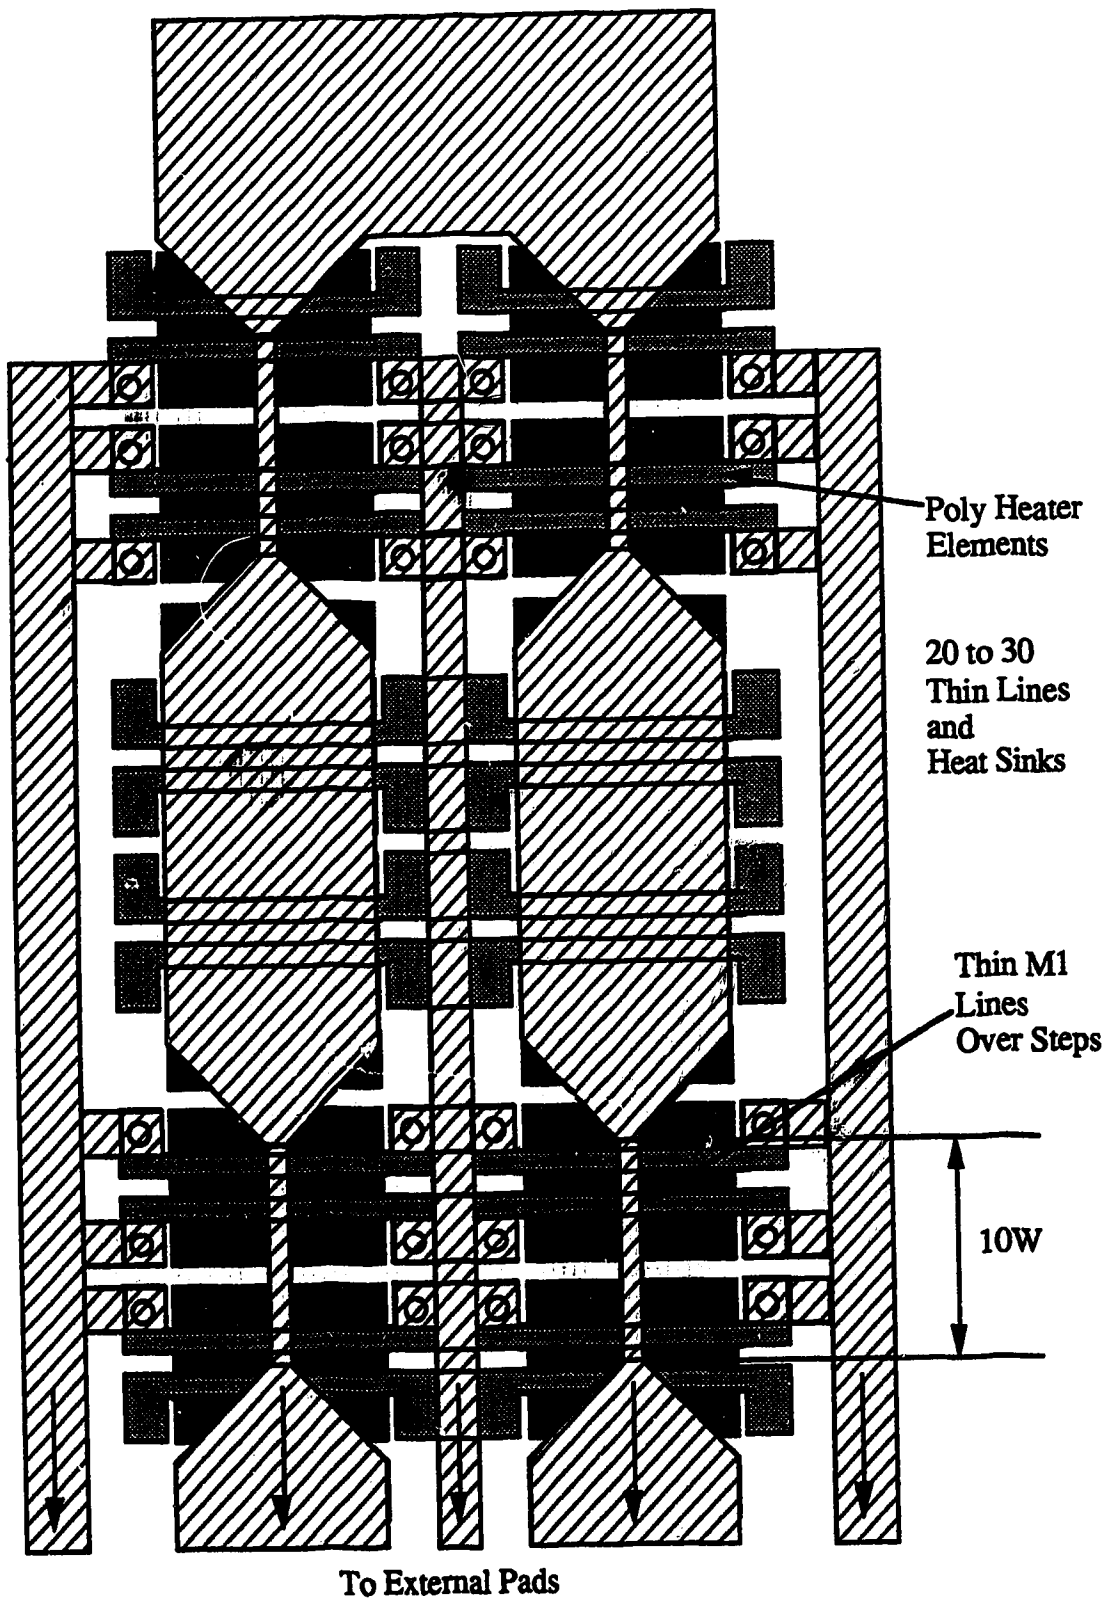 Poly Heater
Elements
20 to 30
Thin Lines
and
Heat Sinks
Thin M1
Lines
Over Steps
10W
To External Pads